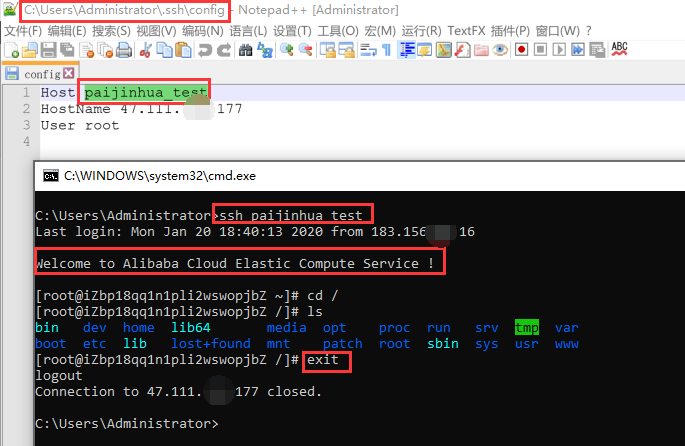 C:\Users\Administrator\.ssh\config - Notepad++ [Administrator]
文件(F) 编辑(E) 搜索(S) 视图(V) 编码(N) 语言(L) 设置(T) 工具(O) 宏(M) 运行(R) TextFX 插件(P) 窗口(W) ?
ABC
config
1 Host paijinhua_test
2 HostName 47.111. 177
3 User root
4
C:\WINDOWS\system32\cmd.exe
C:\Users\Administrator>ssh paijinhua_test
Last login: Mon Jan 20 18:40:13 2020 from 183.156 16
Welcome to Alibaba Cloud Elastic Compute Service !
[root@iZbp18qq1n1pli2wswopjbZ ~]# cd /
[root@iZbp18qq1n1pli2wswopjbZ /]# ls
bin dev home lib64 media opt proc run srv tmp var
boot etc lib lost+found mnt patch root sbin sys usr www
[root@iZbp18qq1n1pli2wswopjbZ /]# exit
logout
Connection to 47.111. 177 closed.
C:\Users\Administrator>